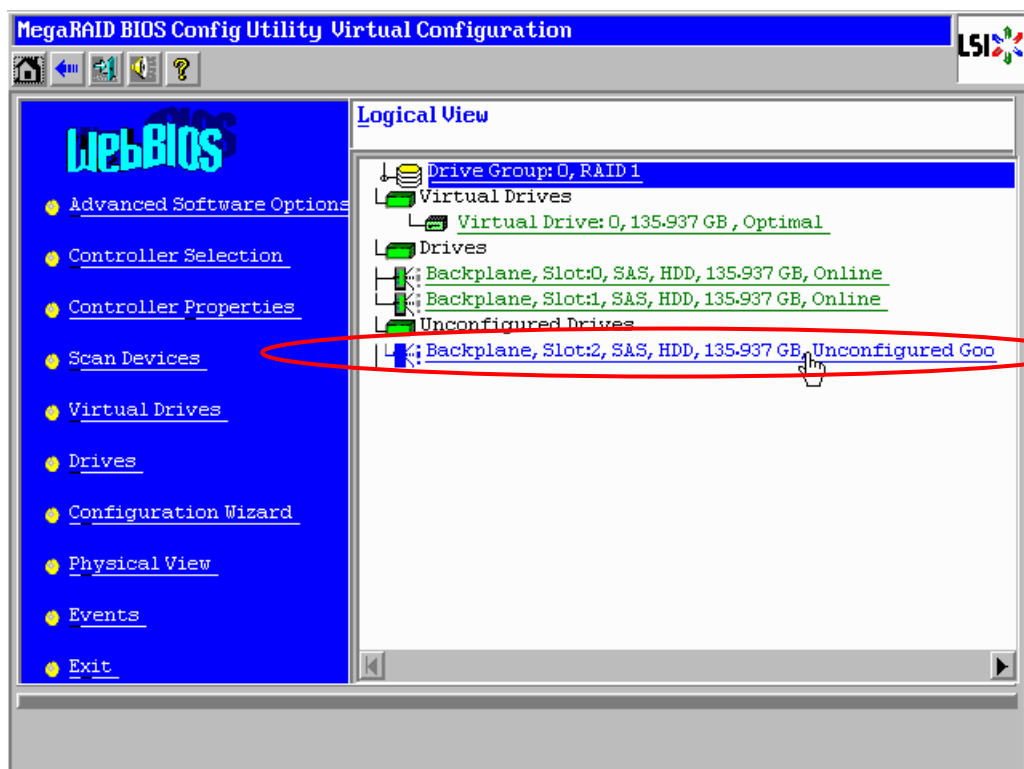 MegaRAID BIOS Config Utility Virtual Configuration
LSI
?
WebBIOS
Advanced Software Options
Controller Selection
Controller Properties
Scan Devices
Virtual Drives
Drives
Configuration Wizard
Physical View
Events
Exit
Logical View
Drive Group: 0, RAID 1
Virtual Drives
Virtual Drive: 0, 135.937 GB , Optimal
Drives
Backplane, Slot:0, SAS, HDD, 135.937 GB, Online
Backplane, Slot:1, SAS, HDD, 135.937 GB, Online
Unconfigured Drives
Backplane, Slot:2, SAS, HDD, 135.937 GB, Unconfigured Goo